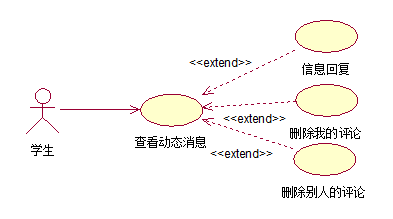 <<extend>>
信息回复
<<extend>>
删除我的评论
学生
查看动态消息
<<extend>>
删除别人的评论